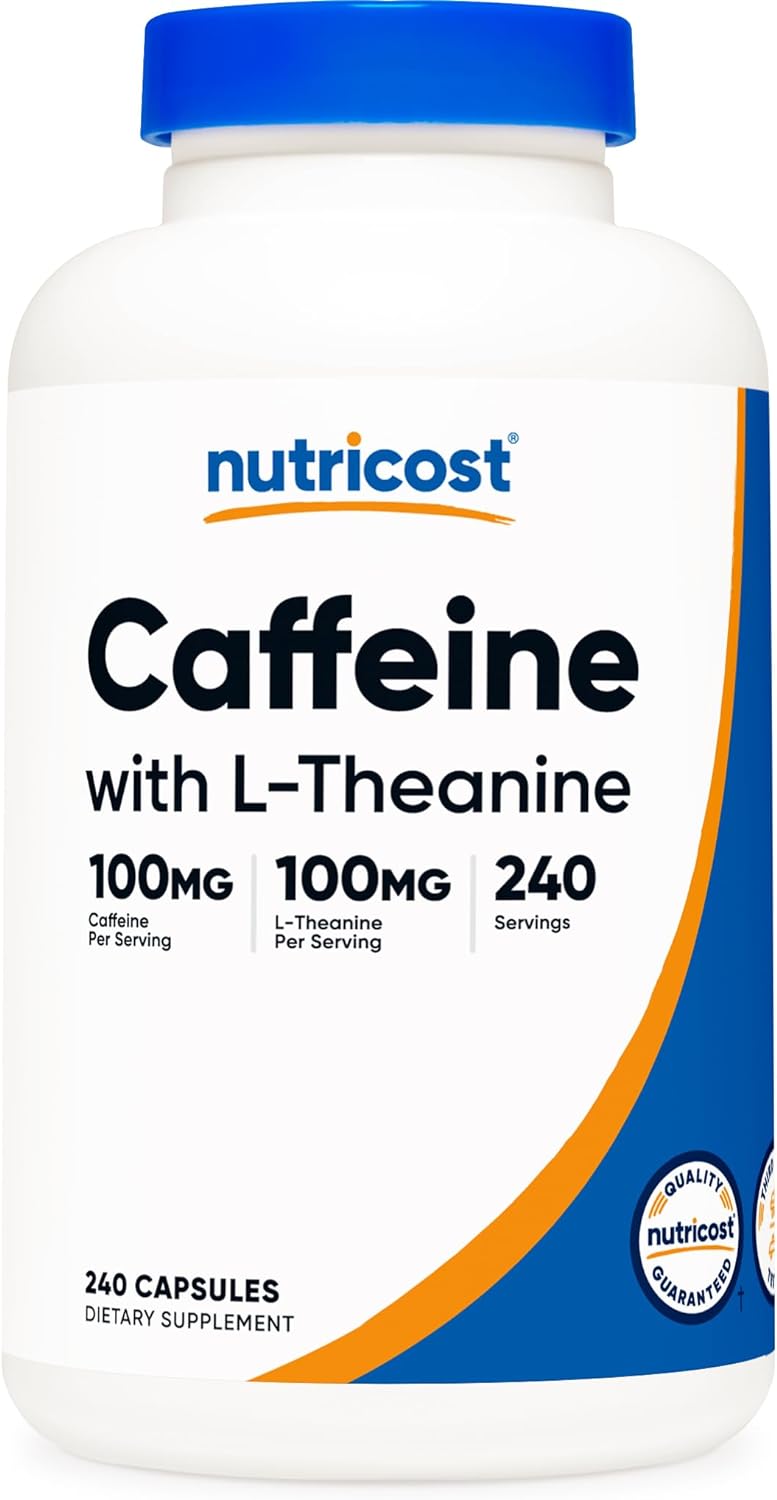 nutricost®
Caffeine
with L-Theanine
100MG
Caffeine
Per Serving
100MG
L-Theanine
Per Serving
240
Servings
240 CAPSULES
DIETARY SUPPLEMENT
QUALITY
nutricost®
GUARANTEED
†